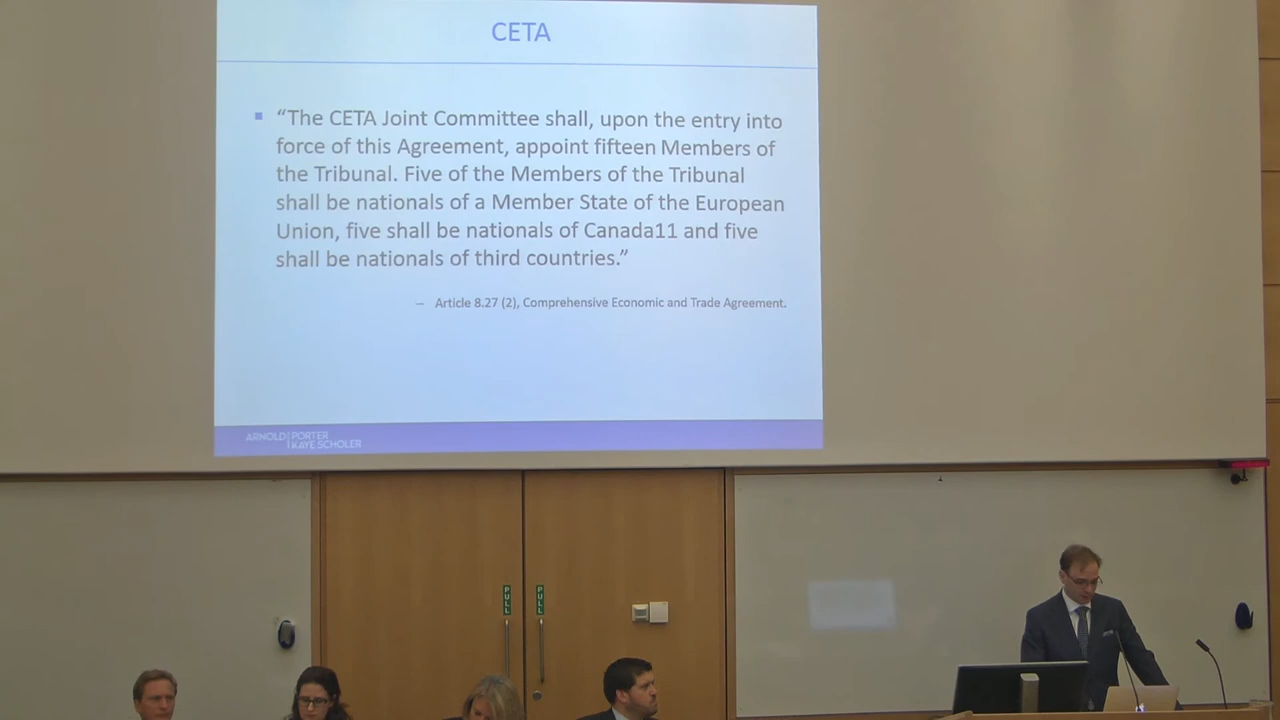 CETA
“The CETA Joint Committee shall, upon the entry into
force of this Agreement, appoint fifteen Members of
the Tribunal. Five of the Members of the Tribunal
shall be nationals of a Member State of the European
Union, five shall be nationals of Canada11 and five
shall be nationals of third countries.”
– Article 8.27 (2), Comprehensive Economic and Trade Agreement.
ARNOLD PORTER
KAYE SCHOLER
PULL
PULL